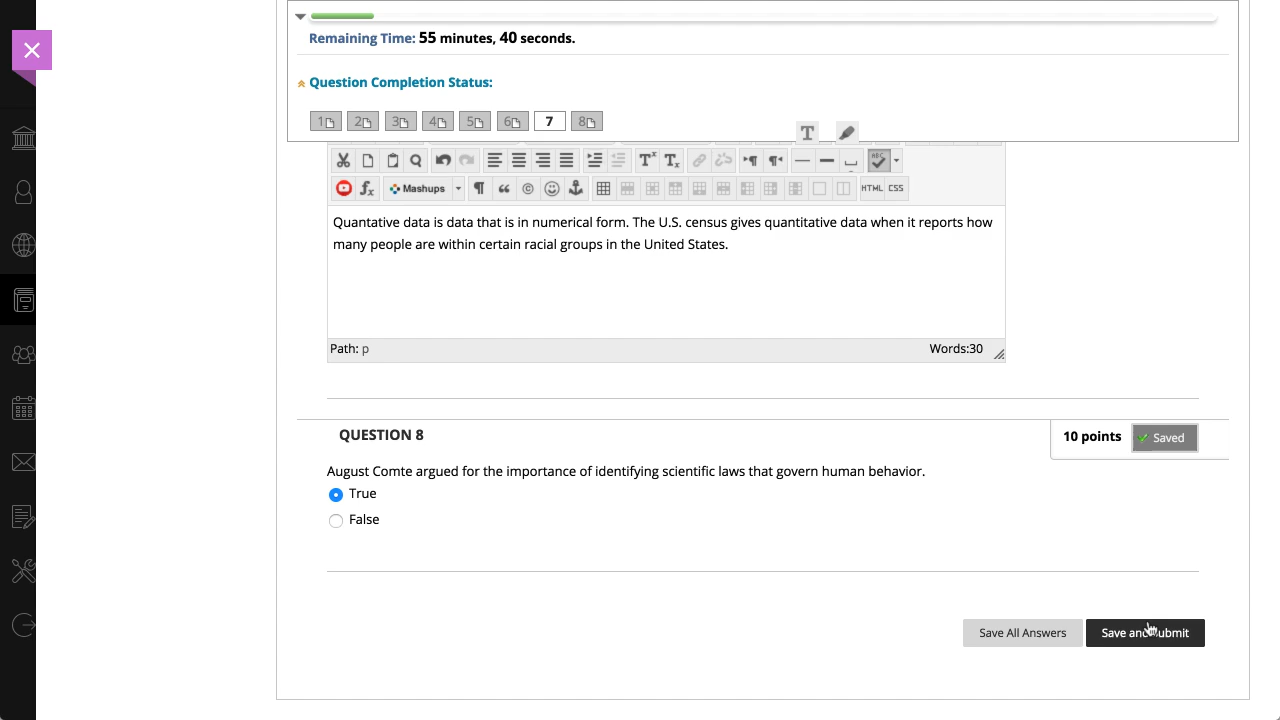 Remaining Time: 55 minutes, 40 seconds.
Question Completion Status:
1 2 3 4 5 6 7 8
T
ABC
Mashups HTML CSS
Quantative data is data that is in numerical form. The U.S. census gives quantitative data when it reports how
many people are within certain racial groups in the United States.
Path: p Words:30
QUESTION 8
10 points Saved
August Comte argued for the importance of identifying scientific laws that govern human behavior.
True
False
Save All Answers Save and Submit